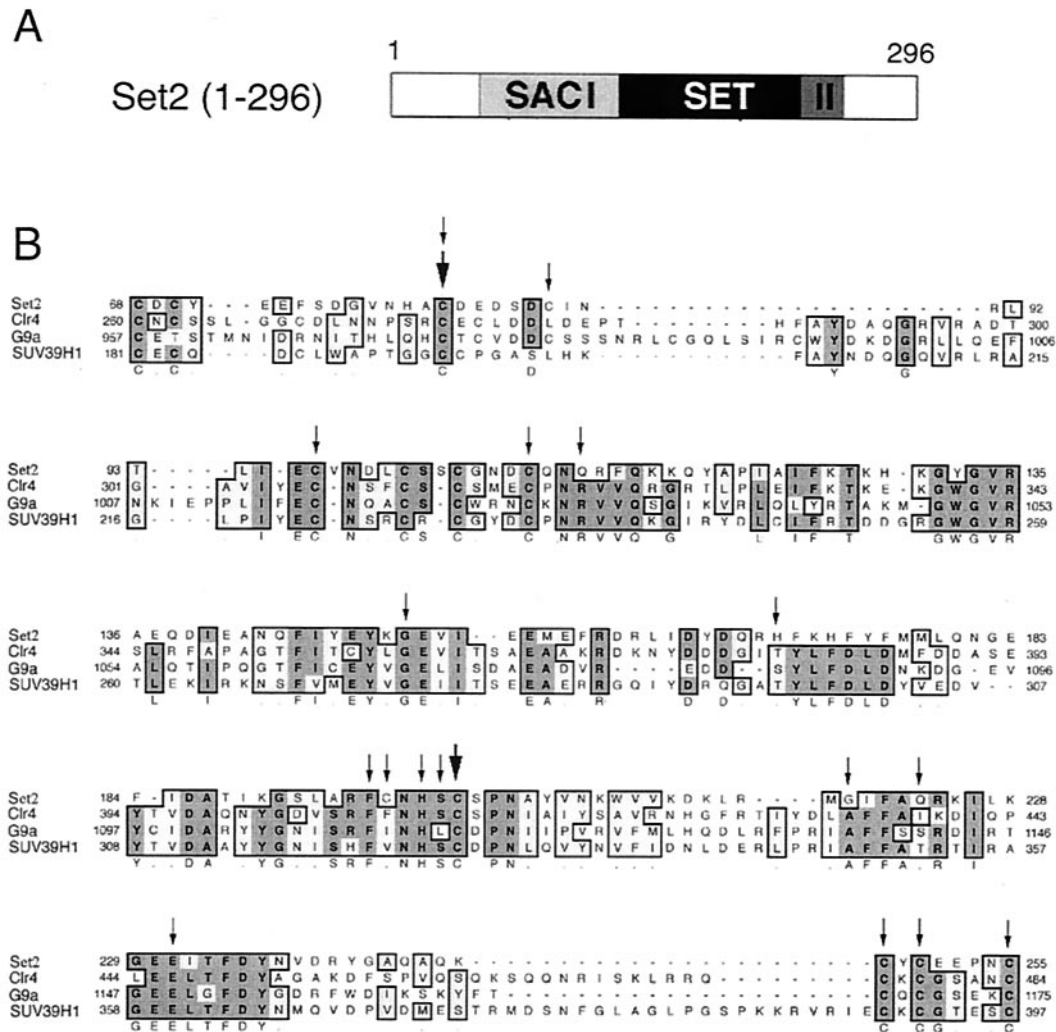 A
1 296
Set2 (1-296) SACI SET II
B
Set2 68 C D C Y - - - E E F S D G V N H A C D E D S D C I N - - - - - - - - - - - - - - - - - - - - - - R L 92
Clr4 260 C N C S S L - G G C D L N N P S R C E C L D D L D E P T - - - - - - - - - H F A Y D A Q G R V R A D T 300
G9a 957 C E T S T M N I D R N I T H L Q H C T C V D D C S S S N R L C G Q L S I R C W Y D K D G R L L Q E F 1006
SUV39H1 181 C E C Q - - - - D C L W A P T G G C C P G A S L H K - - - - - - - - - - - F A Y N D Q G Q V R L R A 215
C . C . . . C . D . Y . . . G . . .
Set2 93 T - - - - - L I - E C V N D L C S S C G N D C Q N Q R F Q K K Q Y A P I A I F K T K H - K G Y G V R 135
Clr4 301 G - - - - A V I Y E C - N S F C S - C S M E C P N R V V Q R G R T L P L E I F K T K E - K G W G V R 343
G9a 1007 N K I E P P L I F E C - N Q A C S - C W R N C K N R V V Q S G I K V R L Q L Y R T A K M - G W G V R 1053
SUV39H1 216 G - - - - L P I Y E C - N S R C R - C G Y D C P N R V V Q K G I R Y D L C I F R T D D G R G W G V R 259
. I E C N C S C C N R V V Q G L I F T G W G V R
Set2 136 A E Q D I E A N Q F I Y E Y K G E V I - - E E M E F R D R L I D Y D Q R H F K H F Y F M M L Q N G E 183
Clr4 344 S L R F A P A G T F I T C Y L G E V I T S A E A A K R D K N Y D D D G I T Y L F D L D M F D D A S E 393
G9a 1054 A L Q T I P Q G T F I C E Y V G E L I S D A E A D V R - - - - - E D D - S Y L F D L D N K D G - E V 1096
SUV39H1 260 T L E K I R K N S F V M E Y V G E I I T S E E A E R R G Q I Y D R Q G A T Y L F D L D Y V E D V - - 307
L I . . F I . E Y . G E . I E A . R D D . Y L F D L D .
Set2 184 F - I D A T I K G S L A R F C N H S C S P N A Y V N K W V V K D K L R - - - - M G I F A Q R K I L K 228
Clr4 394 Y T V D A Q N Y G D V S R F F N H S C S P N I A I Y S A V R N H G F R T I Y D L A F F A I K D I Q P 443
G9a 1097 Y C I D A R Y Y G N I S R F I N H L C D P N I I P V R V F M L H Q D L R F P R I A F F S S R D I R T 1146
SUV39H1 308 Y T V D A A Y Y G N I S H F V N H S C D P N L Q V Y N V F I D N L D E R L P R I A F F A T R T I R A 357
Y . D A Y G . . S R F . N H S C P N . . . . . A F F A . R I
Set2 229 G E E I T F D Y N V D R Y G A Q A Q K - - - - - - - - - - - - - - - - - - - - - - - C Y C E E P N C 255
Clr4 444 L E E L T F D Y A G A K D F S P V Q S Q K S Q Q N R I S K L R R Q - - - - - - - - - C K C G S A N C 484
G9a 1147 G E E L G F D Y G D R F W D I K S K Y F T - - - - - - - - - - - - - - - - - - - - - C Q C G S E K C 1175
SUV39H1 358 G E E L T F D Y N M Q V D P V D M E S T R M D S N F G L A G L P G S P K K V R V R I E C K C G T E S C 397
G E E L T F D Y . . . C C G C